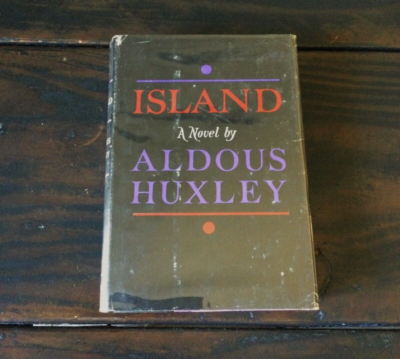 ISLAND
A Novel by
ALDOUS
HUXLEY